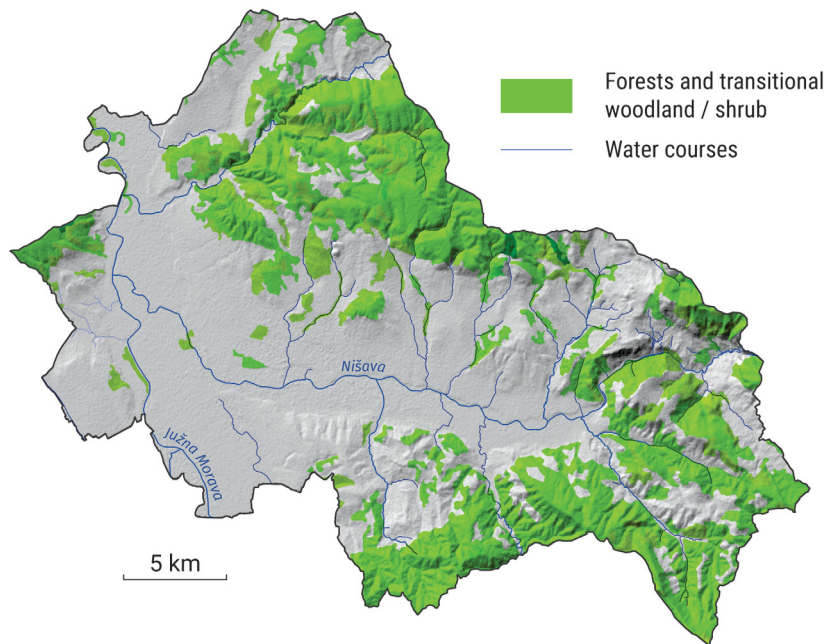 Forests and transitional
woodland / shrub
Water courses
Nišava
Južna Morava
5 km